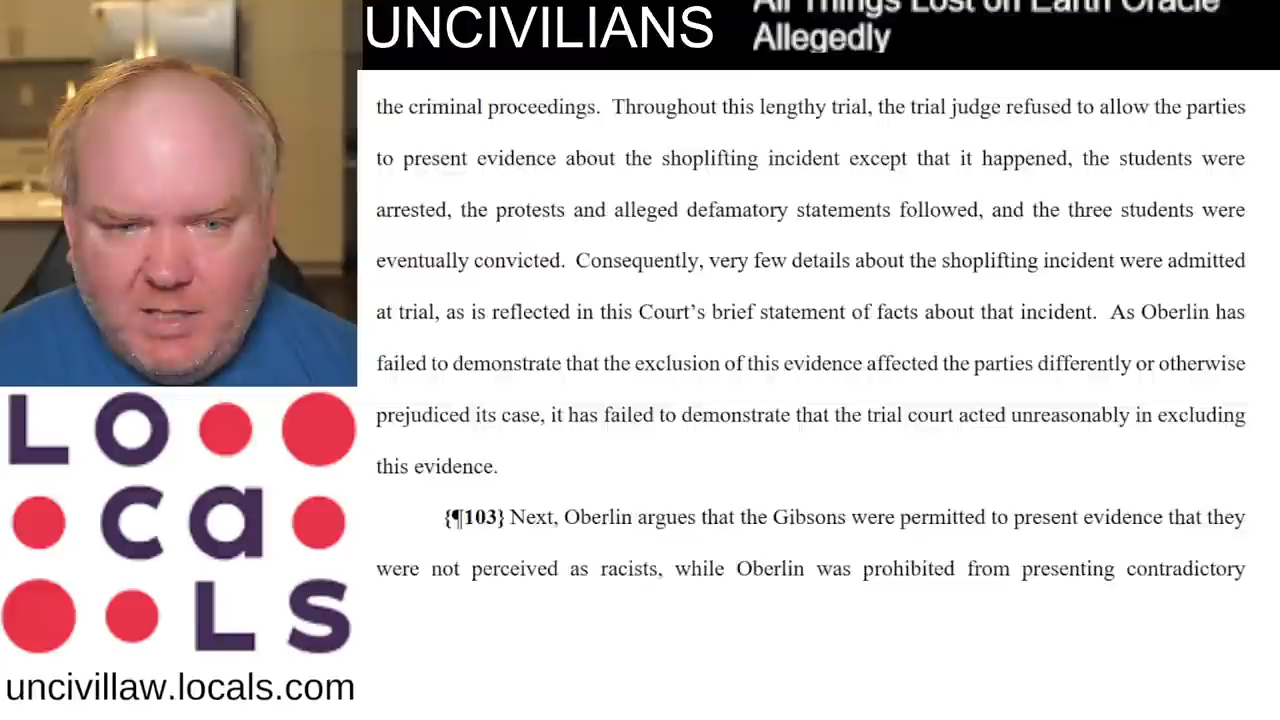 UNCIVILIANS
All Things Lost on Earth Oracle
Allegedly
the criminal proceedings. Throughout this lengthy trial, the trial judge refused to allow the parties
to present evidence about the shoplifting incident except that it happened, the students were
arrested, the protests and alleged defamatory statements followed, and the three students were
eventually convicted. Consequently, very few details about the shoplifting incident were admitted
at trial, as is reflected in this Court’s brief statement of facts about that incident. As Oberlin has
failed to demonstrate that the exclusion of this evidence affected the parties differently or otherwise
prejudiced its case, it has failed to demonstrate that the trial court acted unreasonably in excluding
this evidence.
{¶103} Next, Oberlin argues that the Gibsons were permitted to present evidence that they
were not perceived as racists, while Oberlin was prohibited from presenting contradictory
LO
ca
LS
uncivillaw.locals.com